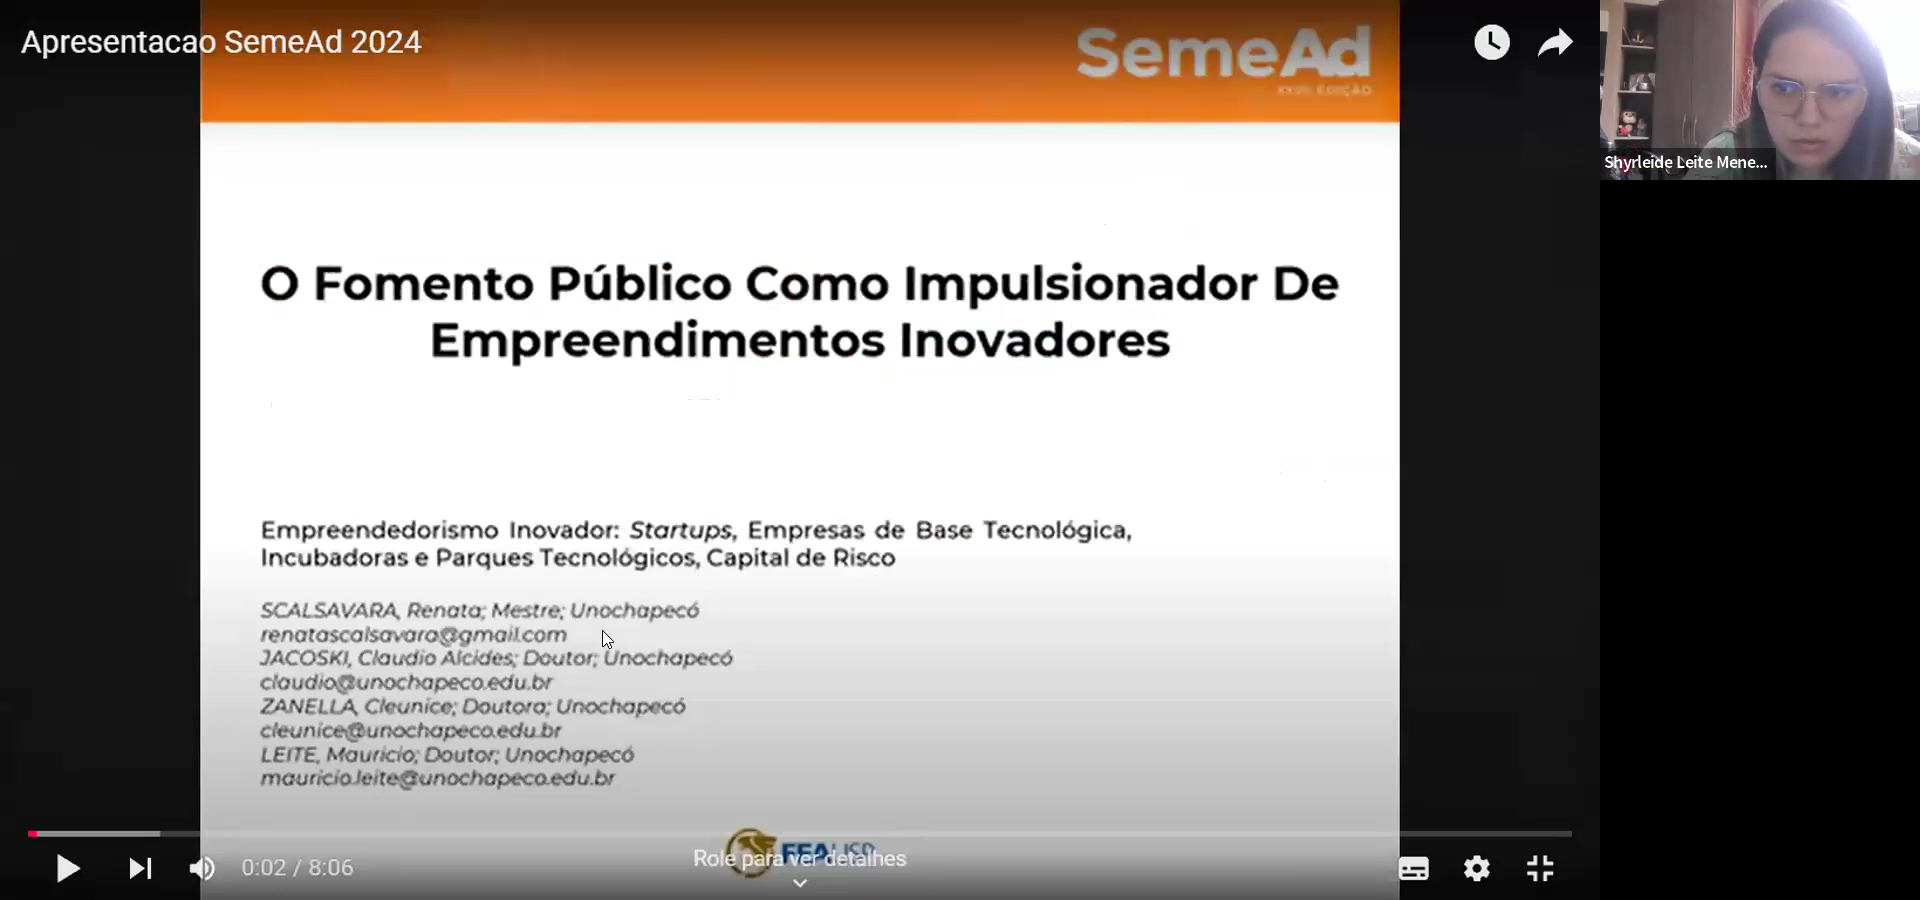 Apresentacao SemeAd 2024
SemeAd
Shyrleide Leite Mene...
O Fomento Público Como Impulsionador De
Empreendimentos Inovadores
Empreendedorismo Inovador: Startups, Empresas de Base Tecnológica,
Incubadoras e Parques Tecnológicos, Capital de Risco
SCALSAVARA, Renata; Mestre; Unochapecó
renatascalsavara@gmail.com
JACOSKI, Claudio Alcides; Doutor; Unochapecó
claudio@unochapeco.edu.br
ZANELLA, Cleunice; Doutora; Unochapecó
cleunice@unochapeco.edu.br
LEITE, Mauricio; Doutor; Unochapecó
mauricio.leite@unochapeco.edu.br
FEAUSP
Role para ver detalhes
0:02 / 8:06